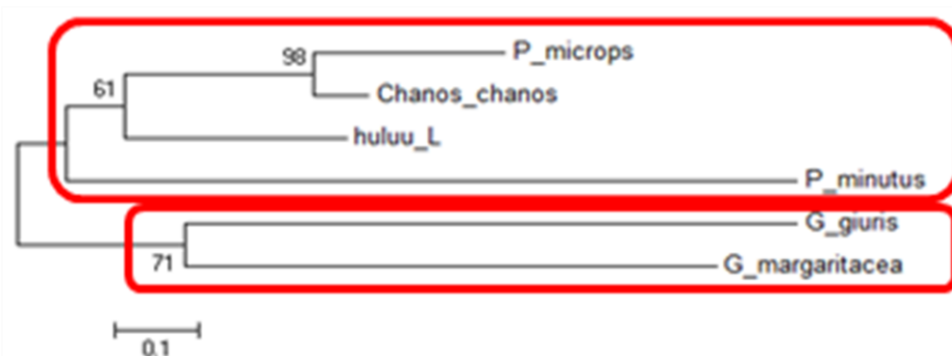 98
P_microps
Chanos_chanos
61
huluu_L
P_minutus
G_giuris
71
G_margaritacea
0.1